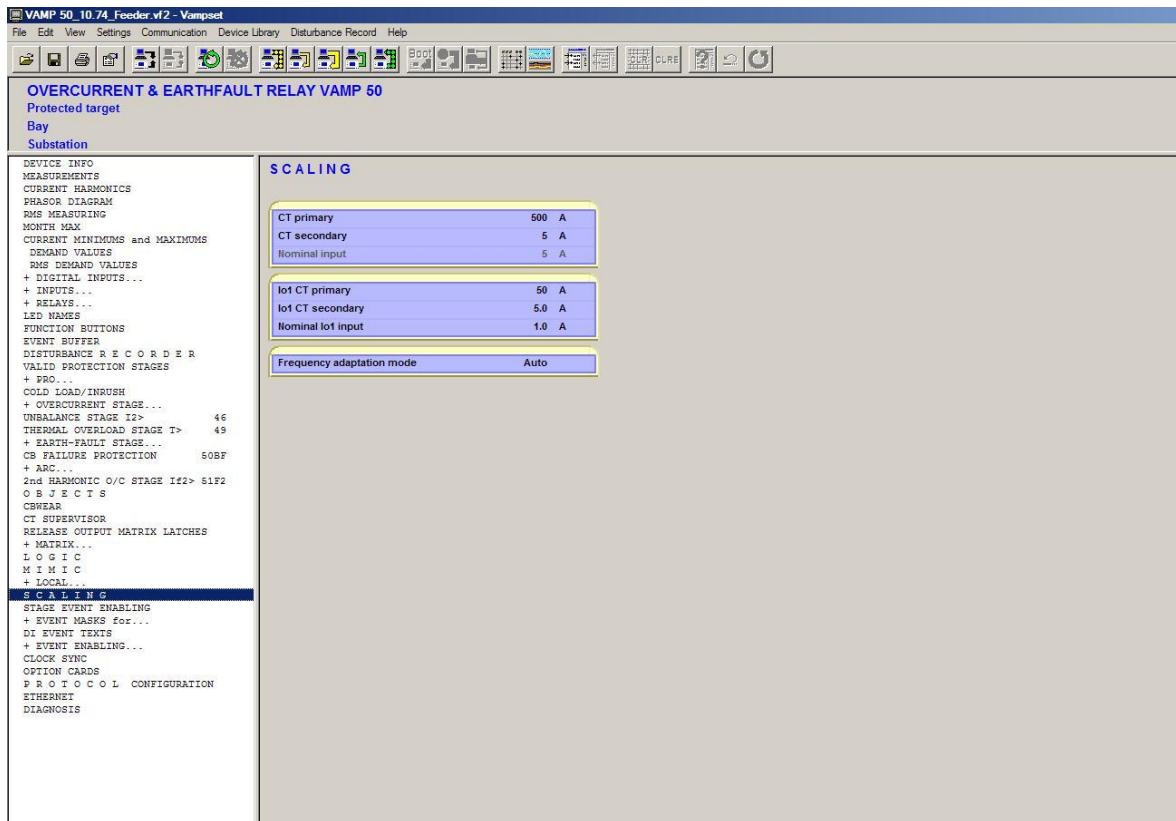 VAMP 50_10.74_Feeder.vf2 - Vampset
File Edit View Settings Communication Device Library Disturbance Record Help
Boot CLR CLRE
OVERCURRENT & EARTHFAULT RELAY VAMP 50
Protected target
Bay
Substation
DEVICE INFO
MEASUREMENTS
CURRENT HARMONICS
PHASOR DIAGRAM
RMS MEASURING
MONTH MAX
CURRENT MINIMUMS and MAXIMUMS
DEMAND VALUES
RMS DEMAND VALUES
+ DIGITAL INPUTS...
+ INPUTS...
+ RELAYS...
LED NAMES
FUNCTION BUTTONS
EVENT BUFFER
DISTURBANCE R E C O R D E R
VALID PROTECTION STAGES
+ PRO...
COLD LOAD/INRUSH
+ OVERCURRENT STAGE...
UNBALANCE STAGE I2> 46
THERMAL OVERLOAD STAGE T> 49
+ EARTH-FAULT STAGE...
CB FAILURE PROTECTION 50BF
+ ARC...
2nd HARMONIC O/C STAGE If2> 51F2
O B J E C T S
CBWEAR
CT SUPERVISOR
RELEASE OUTPUT MATRIX LATCHES
+ MATRIX...
L O G I C
M I M I C
+ LOCAL...
S C A L I N G
STAGE EVENT ENABLING
+ EVENT MASKS for...
DI EVENT TEXTS
+ EVENT ENABLING...
CLOCK SYNC
OPTION CARDS
P R O T O C O L CONFIGURATION
ETHERNET
DIAGNOSIS
S C A L I N G
CT primary 500 A
CT secondary 5 A
Nominal input 5 A
Io1 CT primary 50 A
Io1 CT secondary 5.0 A
Nominal Io1 input 1.0 A
Frequency adaptation mode Auto